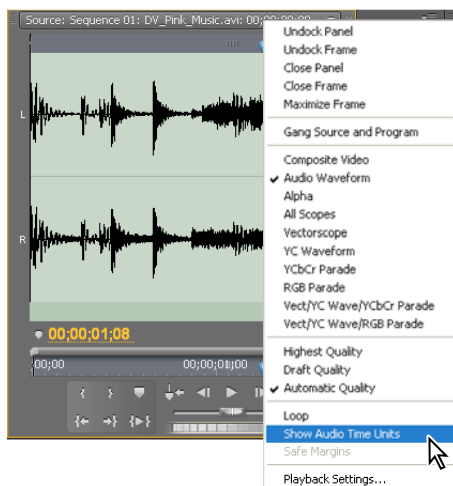 Source: Sequence 01: DV_Pink_Music.avi: 00;00;00;00
Undock Panel
Undock Frame
Close Panel
Close Frame
Maximize Frame
Gang Source and Program
Composite Video
Audio Waveform
Alpha
All Scopes
Vectorscope
YC Waveform
YCbCr Parade
RGB Parade
Vect/YC Wave/YCbCr Parade
Vect/YC Wave/RGB Parade
Highest Quality
Draft Quality
Automatic Quality
Loop
Show Audio Time Units
Safe Margins
Playback Settings...
L
R
00;00;01;08
;00;00
00;00;01;00